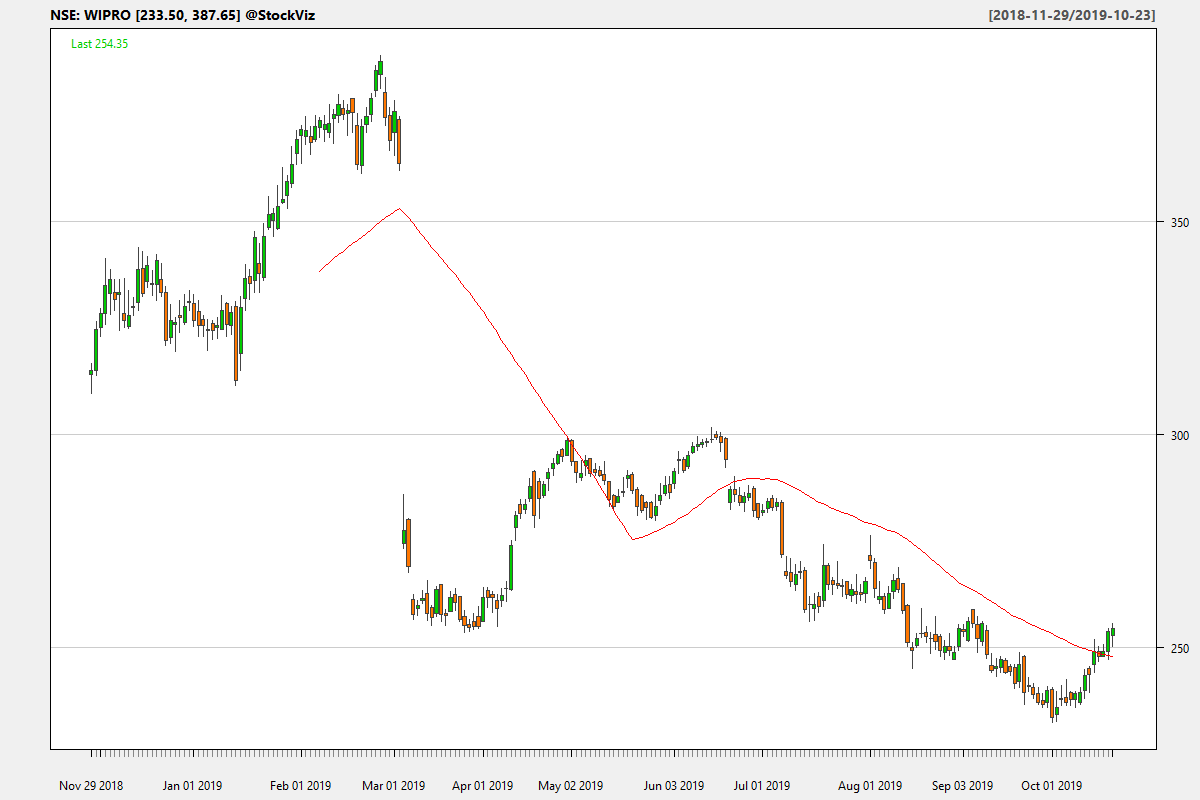 NSE: WIPRO [233.50, 387.65] @StockViz
[2018-11-29/2019-10-23]
Last 254.35
350
300
250
Nov 29 2018
Jan 01 2019
Feb 01 2019
Mar 01 2019
Apr 01 2019
May 02 2019
Jun 03 2019
Jul 01 2019
Aug 01 2019
Sep 03 2019
Oct 01 2019